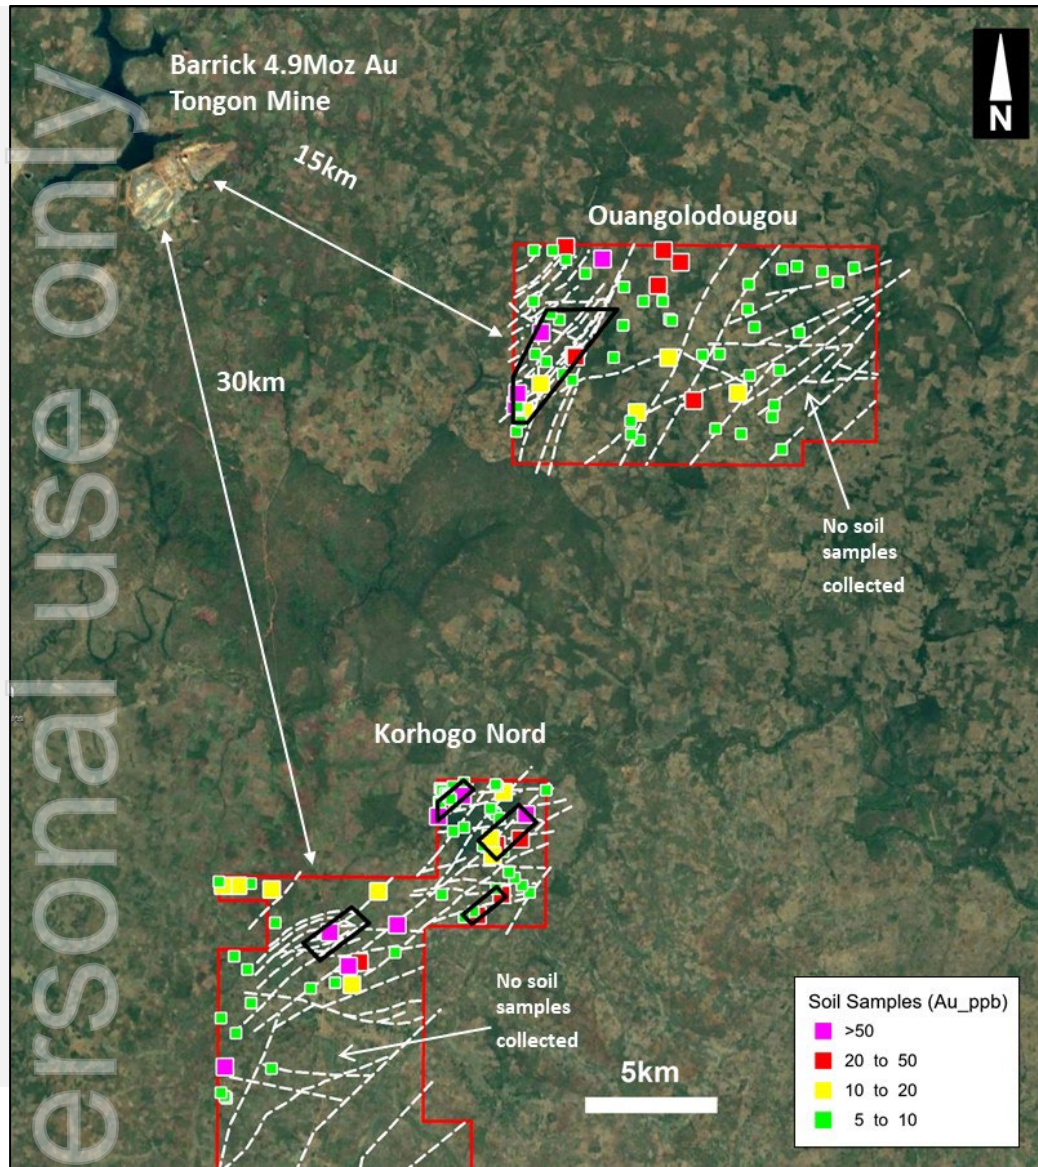 Barrick 4.9Moz Au
Tongon Mine
15km
N
Ouangolodougou
30km
No soil
samples
collected
Korhogo Nord
No soil
samples
collected
5km
Soil Samples (Au_ppb)
>50
20 to 50
10 to 20
5 to 10
ersonal use only